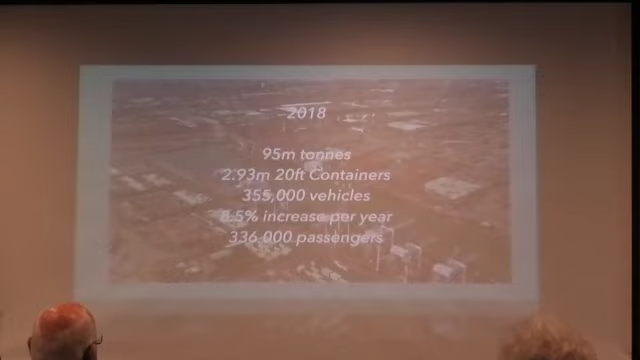 2018
95m tonnes
2.93m 20ft Containers
355,000 vehicles
8.5% increase per year
336 000 passengers